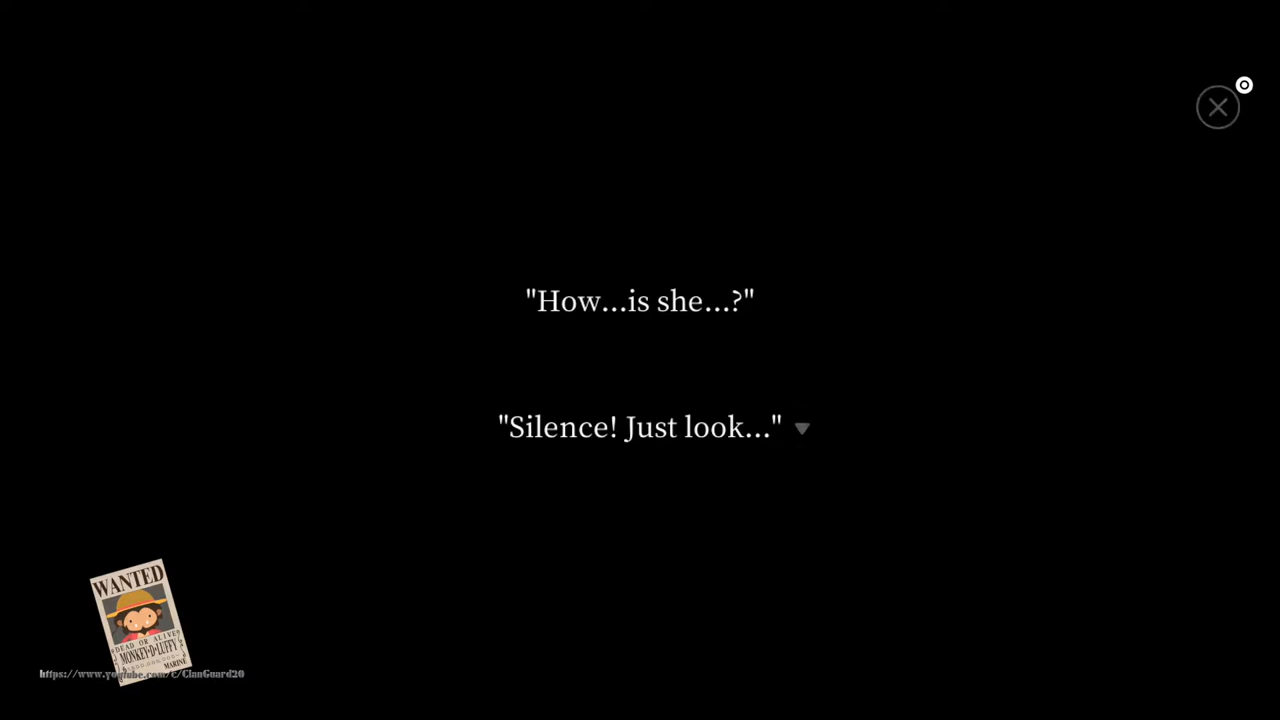 "How...is she...?"
"Silence! Just look..."
WANTED
DEAD OR ALIVE
MONKEY•D•LUFFY
MARINE
https://www.youtube.com/c/ClanGuard20